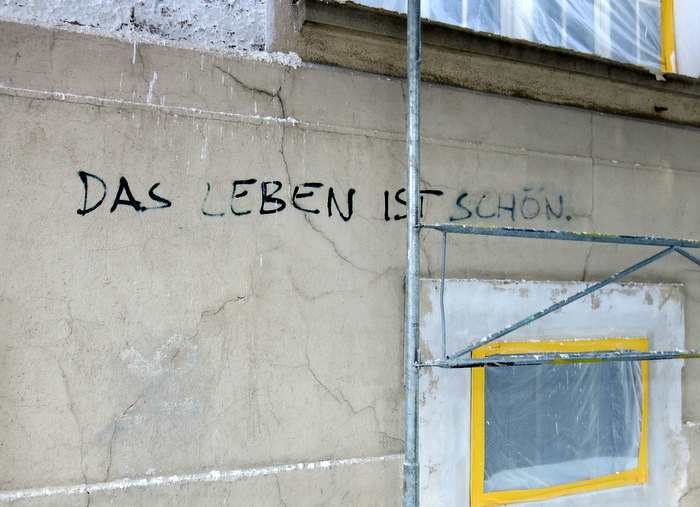 DAS LEBEN IST SCHÖN.